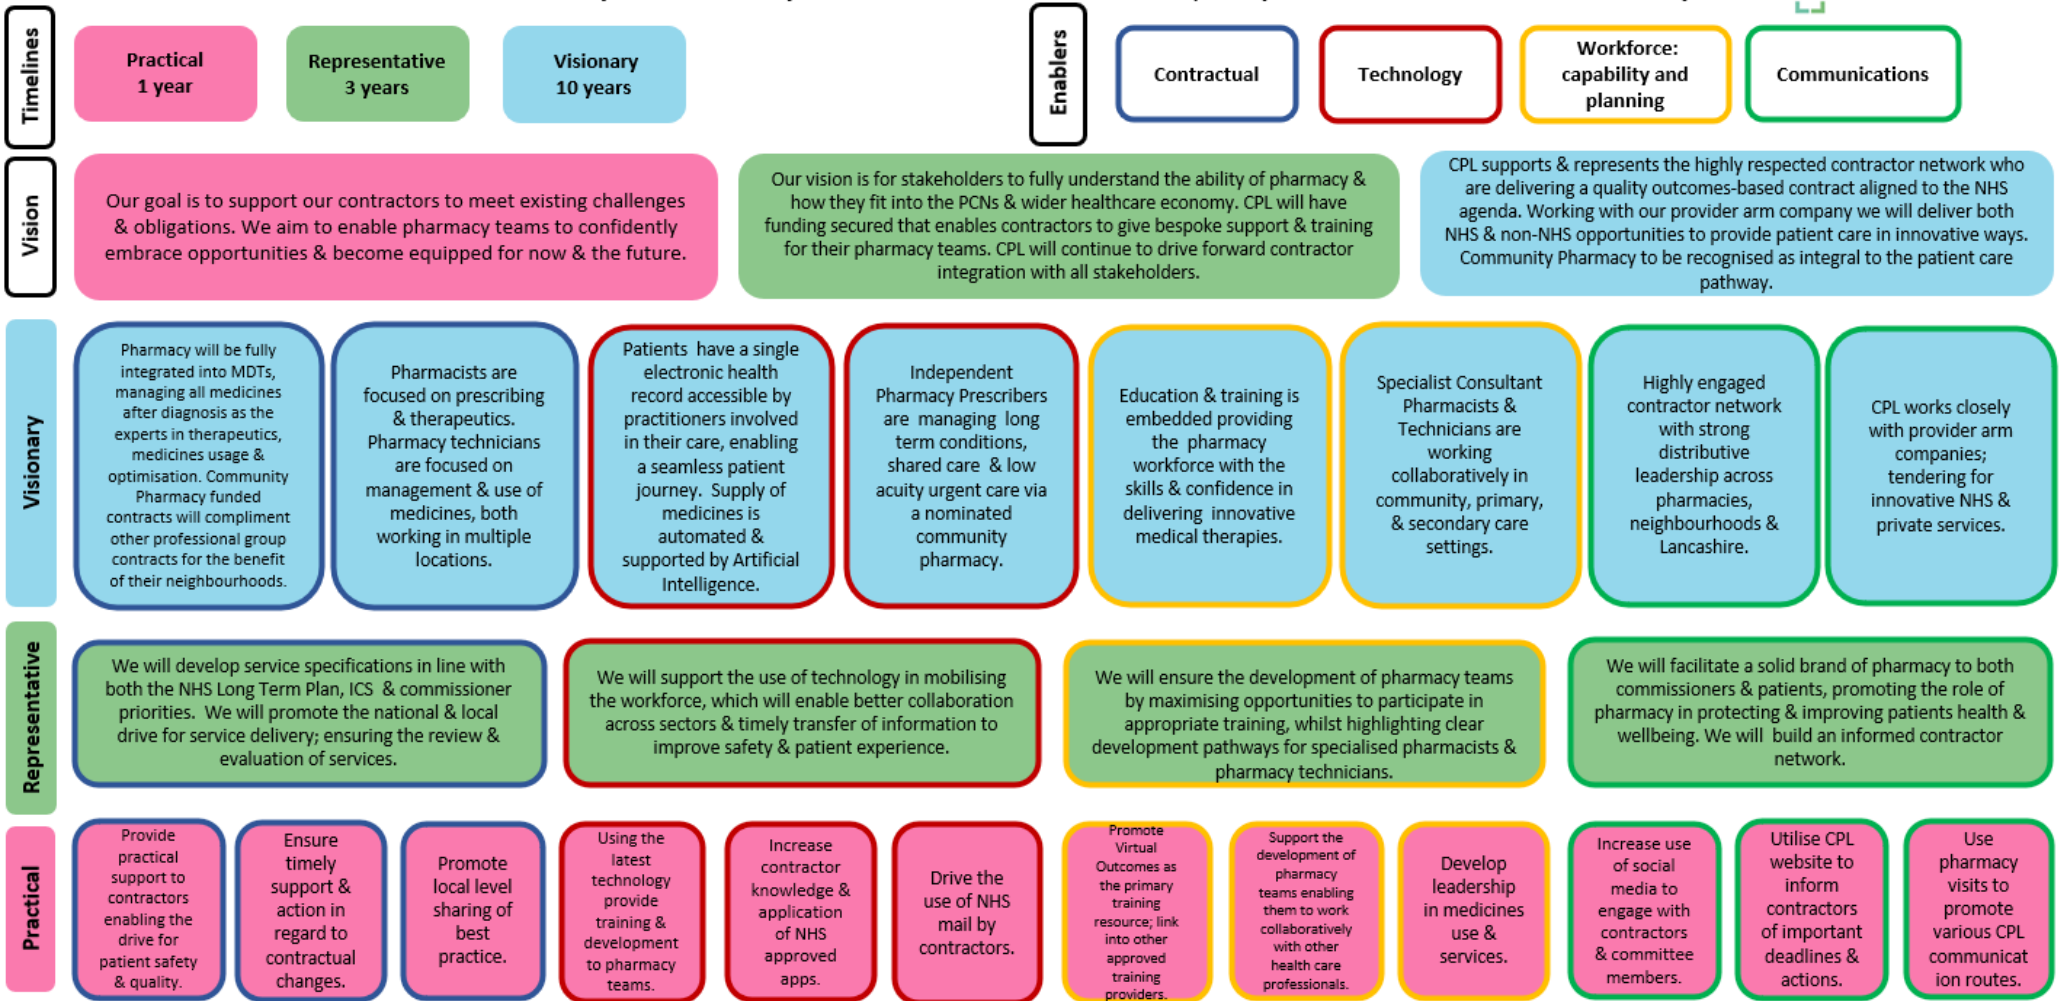 Timelines
Practical
1 year
Representative
3 years
Visionary
10 years
Enablers
Contractual
Technology
Workforce:
capability and
planning
Communications
Vision
Our goal is to support our contractors to meet existing challenges
& obligations. We aim to enable pharmacy teams to confidently
embrace opportunities & become equipped for now & the future.
Our vision is for stakeholders to fully understand the ability of pharmacy &
how they fit into the PCNs & wider healthcare economy. CPL will have
funding secured that enables contractors to give bespoke support & training
for their pharmacy teams. CPL will continue to drive forward contractor
integration with all stakeholders.
CPL supports & represents the highly respected contractor network who
are delivering a quality outcomes-based contract aligned to the NHS
agenda. Working with our provider arm company we will deliver both
NHS & non-NHS opportunities to provide patient care in innovative ways.
Community Pharmacy to be recognised as integral to the patient care
pathway.
Visionary
Pharmacy will be fully
integrated into MDTs,
managing all medicines
after diagnosis as the
experts in therapeutics,
medicines usage &
optimisation. Community
Pharmacy funded
contracts will compliment
other professional group
contracts for the benefit
of their neighbourhoods.
Pharmacists are
focused on prescribing
& therapeutics.
Pharmacy technicians
are focused on
management & use of
medicines, both
working in multiple
locations.
Patients have a single
electronic health
record accessible by
practitioners involved
in their care, enabling
a seamless patient
journey. Supply of
medicines is
automated &
supported by Artificial
Intelligence.
Independent
Pharmacy Prescribers
are managing long
term conditions,
shared care & low
acuity urgent care via
a nominated
community
pharmacy.
Education & training is
embedded providing
the pharmacy
workforce with the
skills & confidence in
delivering innovative
medical therapies.
Specialist Consultant
Pharmacists &
Technicians are
working
collaboratively in
community, primary,
& secondary care
settings.
Highly engaged
contractor network
with strong
distributive
leadership across
pharmacies,
neighbourhoods &
Lancashire.
CPL works closely
with provider arm
companies;
tendering for
innovative NHS &
private services.
Representative
We will develop service specifications in line with
both the NHS Long Term Plan, ICS & commissioner
priorities. We will promote the national & local
drive for service delivery; ensuring the review &
evaluation of services.
We will support the use of technology in mobilising
the workforce, which will enable better collaboration
across sectors & timely transfer of information to
improve safety & patient experience.
We will ensure the development of pharmacy teams
by maximising opportunities to participate in
appropriate training, whilst highlighting clear
development pathways for specialised pharmacists &
pharmacy technicians.
We will facilitate a solid brand of pharmacy to both
commissioners & patients, promoting the role of
pharmacy in protecting & improving patients health &
wellbeing. We will build an informed contractor
network.
Practical
Provide
practical
support to
contractors
enabling the
drive for
patient safety
& quality.
Ensure
timely
support &
action in
regard to
contractual
changes.
Promote
local level
sharing of
best
practice.
Using the
latest
technology
provide
training &
development
to pharmacy
teams.
Increase
contractor
knowledge &
application
of NHS
approved
apps.
Drive the
use of NHS
mail by
contractors.
Promote
Virtual
Outcomes as
the primary
training
resource; link
into other
approved
training
providers.
Support the
development of
pharmacy
teams enabling
them to work
collaboratively
with other
health care
professionals.
Develop
leadership
in medicines
use &
services.
Increase use
of social
media to
engage with
contractors
& committee
members.
Utilise CPL
website to
inform
contractors
of important
deadlines &
actions.
Use
pharmacy
visits to
promote
various CPL
communicat
ion routes.